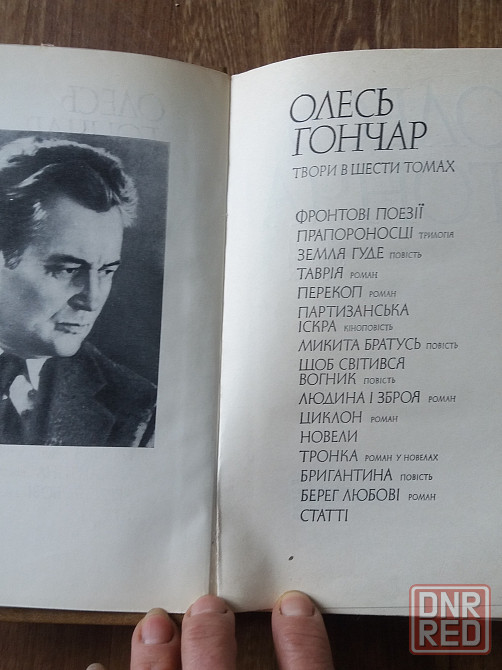 ОЛЕСЬ
ГОНЧАР
ТВОРИ В ШЕСТИ ТОМАХ
ФРОНТОВІ ПОЕЗІЇ
ПРАПОРОНОСЦІ ТРИЛОГІЯ
ЗЕМЛЯ ГУДЕ ПОВІСТЬ
ТАВРІЯ РОМАН
ПЕРЕКОП РОМАН
ПАРТИЗАНСЬКА
ІСКРА КІНОПОВІСТЬ
МИКИТА БРАТУСЬ ПОВІСТЬ
ЩОБ СВІТИВСЯ
ВОГНИК ПОВІСТЬ
ЛЮДИНА І ЗБРОЯ РОМАН
ЦИКЛОН РОМАН
НОВЕЛИ
ТРОНКА РОМАН У НОВЕЛАХ
БРИГАНТИНА ПОВІСТЬ
БЕРЕГ ЛЮБОВІ РОМАН
СТАТТІ
DNR
RED